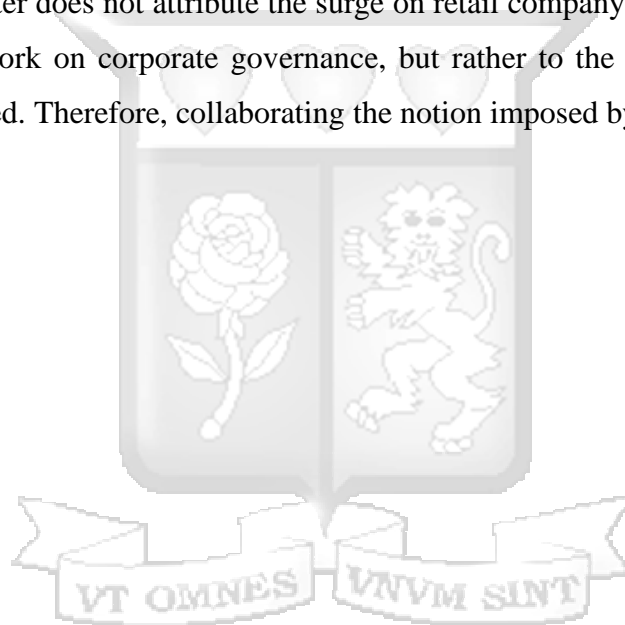 ter does not attribute the surge on retail company
ork on corporate governance, but rather to the
ed. Therefore, collaborating the notion imposed by
VT OMNES VNVM SINT